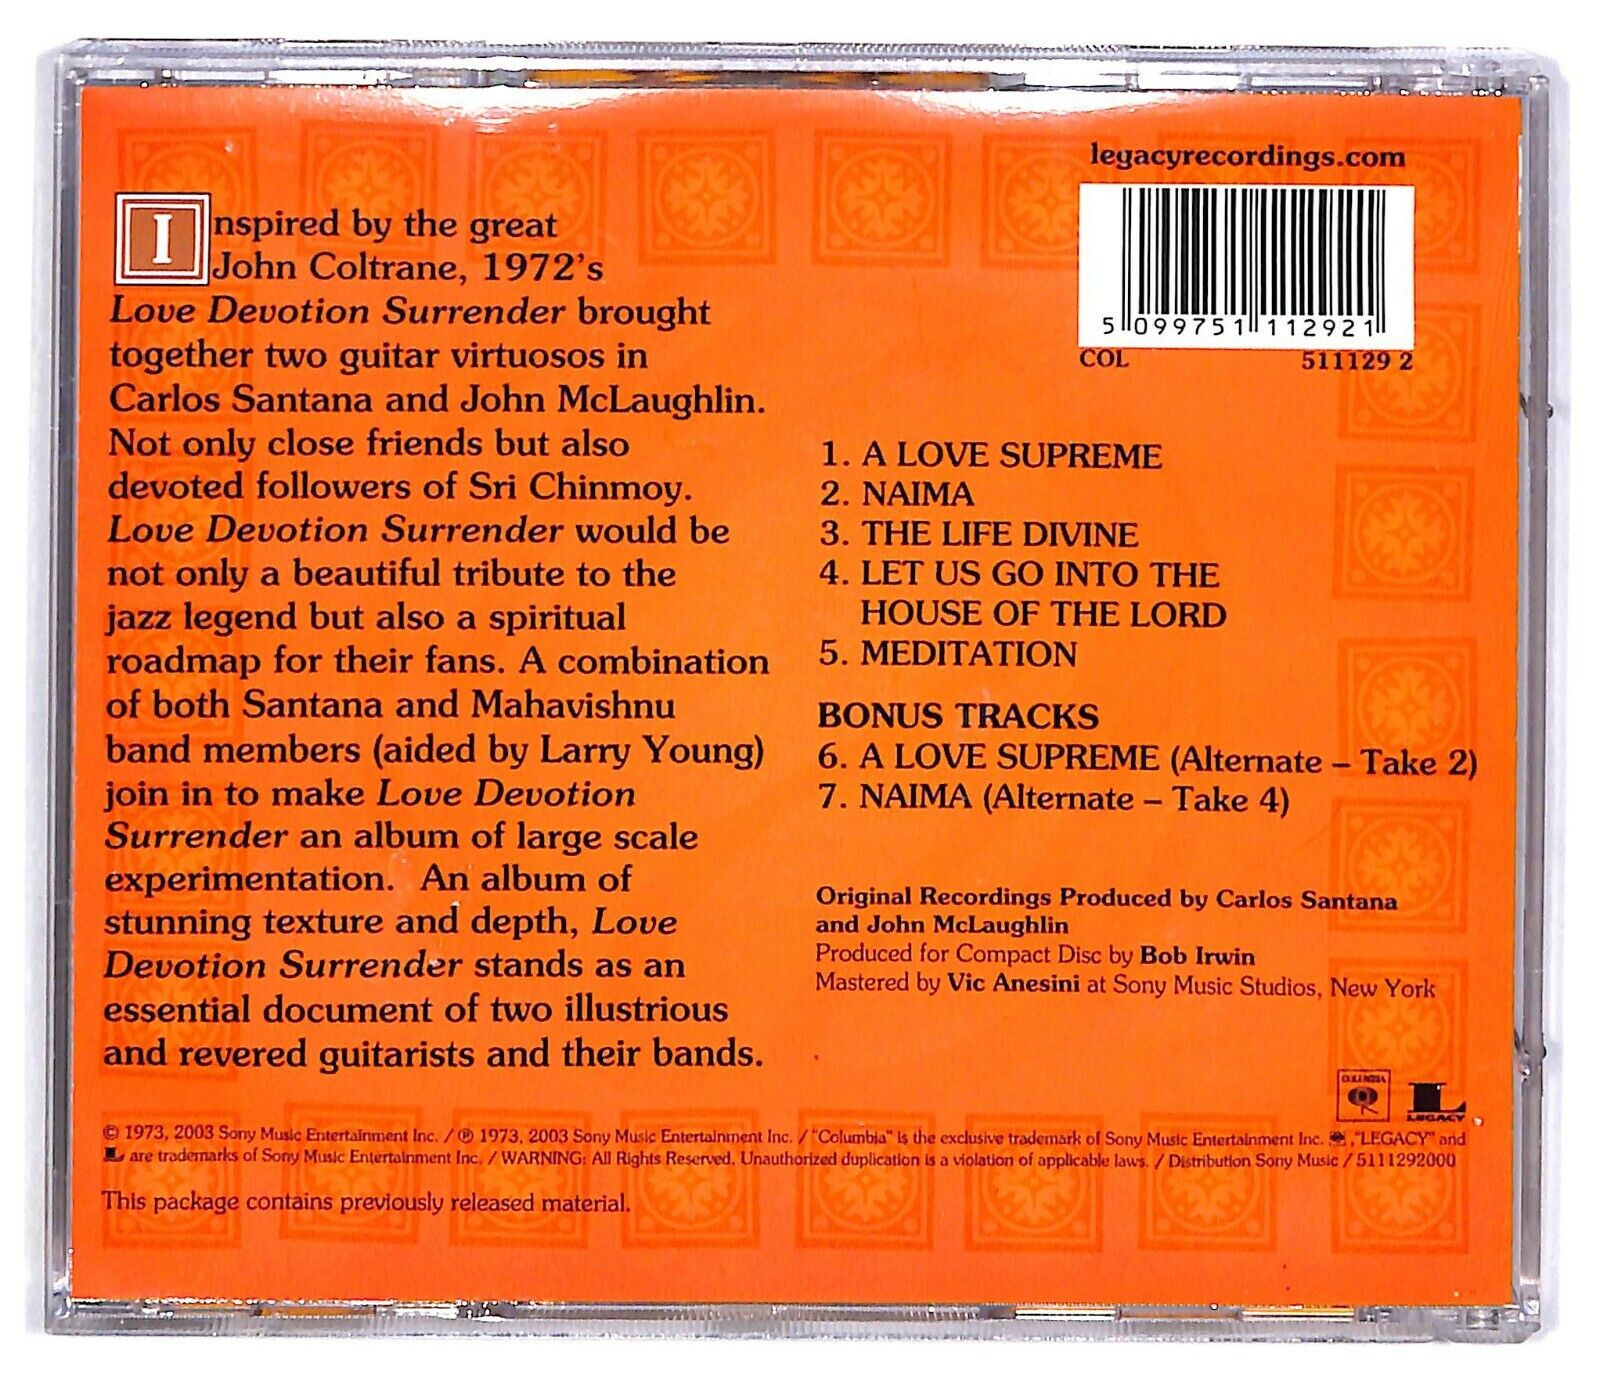 Inspired by the great
John Coltrane, 1972's
Love Devotion Surrender brought
together two guitar virtuosos in
Carlos Santana and John McLaughlin.
Not only close friends but also
devoted followers of Sri Chinmoy.
Love Devotion Surrender would be
not only a beautiful tribute to the
jazz legend but also a spiritual
roadmap for their fans. A combination
of both Santana and Mahavishnu
band members (aided by Larry Young)
join in to make Love Devotion
Surrender an album of large scale
experimentation. An album of
stunning texture and depth, Love
Devotion Surrender stands as an
essential document of two illustrious
and revered guitarists and their bands.
legacyrecordings.com
5 099751 112921
COL 511129 2
1. A LOVE SUPREME
2. NAIMA
3. THE LIFE DIVINE
4. LET US GO INTO THE
HOUSE OF THE LORD
5. MEDITATION
BONUS TRACKS
6. A LOVE SUPREME (Alternate – Take 2)
7. NAIMA (Alternate – Take 4)
Original Recordings Produced by Carlos Santana
and John McLaughlin
Produced for Compact Disc by Bob Irwin
Mastered by Vic Anesini at Sony Music Studios, New York
COLUMBIA
L LEGACY
© 1973, 2003 Sony Music Entertainment Inc. / ℗ 1973, 2003 Sony Music Entertainment Inc. / "Columbia" is the exclusive trademark of Sony Music Entertainment Inc. , "LEGACY" and
L are trademarks of Sony Music Entertainment Inc. / WARNING: All Rights Reserved. Unauthorized duplication is a violation of applicable laws. / Distribution Sony Music / 5111292000
This package contains previously released material.